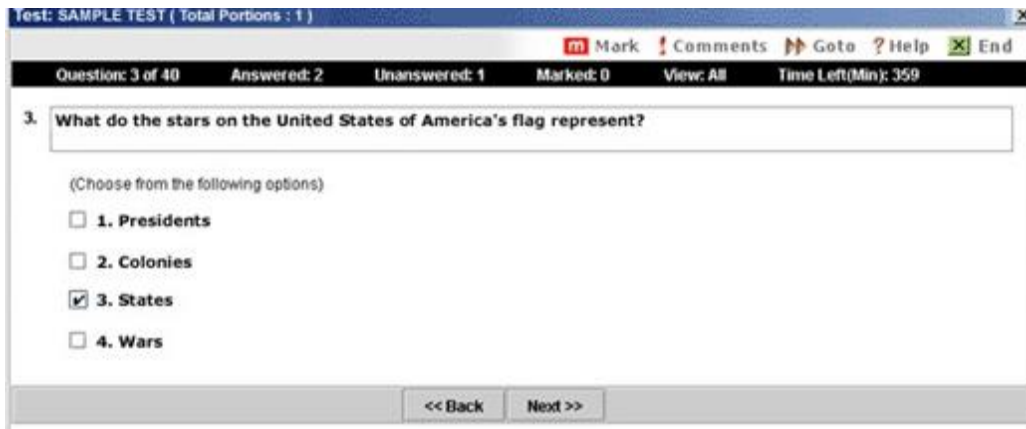 Test: SAMPLE TEST ( Total Portions : 1 )
m Mark ! Comments Goto ? Help X End
Question: 3 of 40 Answered: 2 Unanswered: 1 Marked: 0 View: All Time Left(Min): 359
3. What do the stars on the United States of America's flag represent?
(Choose from the following options)
1. Presidents
2. Colonies
3. States
4. Wars
<< Back Next >>